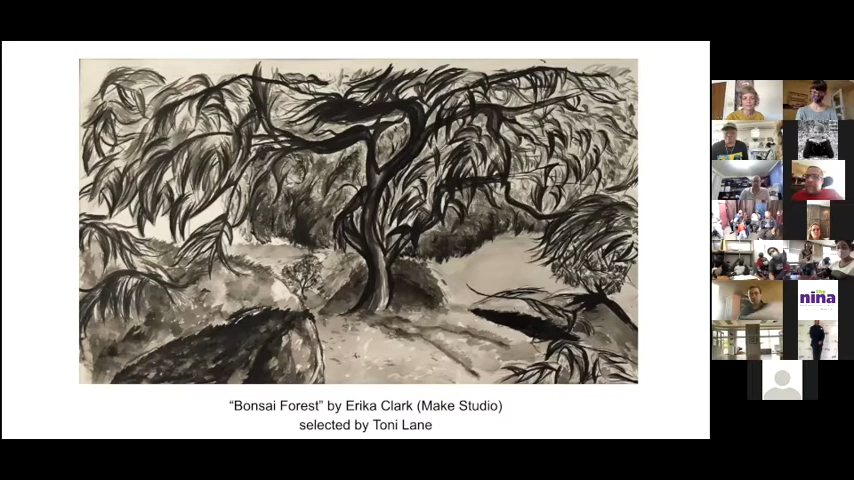 “Bonsai Forest” by Erika Clark (Make Studio)
selected by Toni Lane
nina